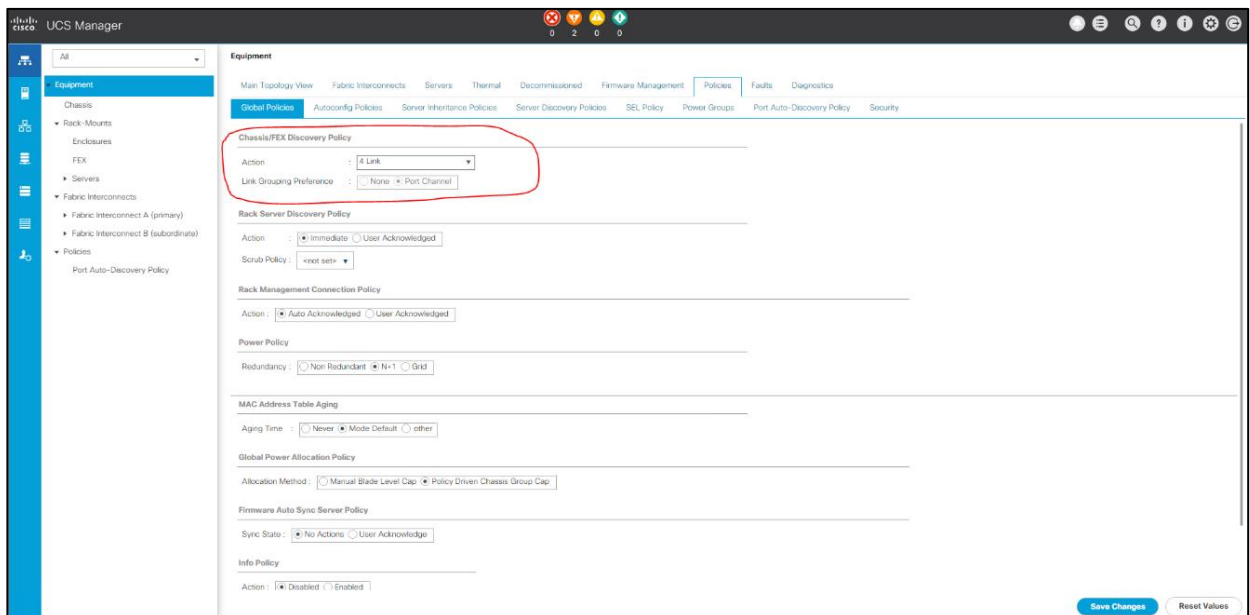 cisco. UCS Manager
0 2 0 0
All
Equipment
Chassis
Rack-Mounts
Enclosures
FEX
Servers
Fabric Interconnects
Fabric Interconnect A (primary)
Fabric Interconnect B (subordinate)
Policies
Port Auto-Discovery Policy
Equipment
Main Topology View Fabric Interconnects Servers Thermal Decommissioned Firmware Management Policies Faults Diagnostics
Global Policies Autoconfig Policies Server Inheritance Policies Server Discovery Policies SEL Policy Power Groups Port Auto-Discovery Policy Security
Chassis/FEX Discovery Policy
Action : 4 Link
Link Grouping Preference : None Port Channel
Rack Server Discovery Policy
Action : Immediate User Acknowledged
Scrub Policy : <not set>
Rack Management Connection Policy
Action : Auto Acknowledged User Acknowledged
Power Policy
Redundancy : Non Redundant N+1 Grid
MAC Address Table Aging
Aging Time : Never Mode Default other
Global Power Allocation Policy
Allocation Method : Manual Blade Level Cap Policy Driven Chassis Group Cap
Firmware Auto Sync Server Policy
Sync State : No Actions User Acknowledge
Info Policy
Action : Disabled Enabled
Save Changes Reset Values